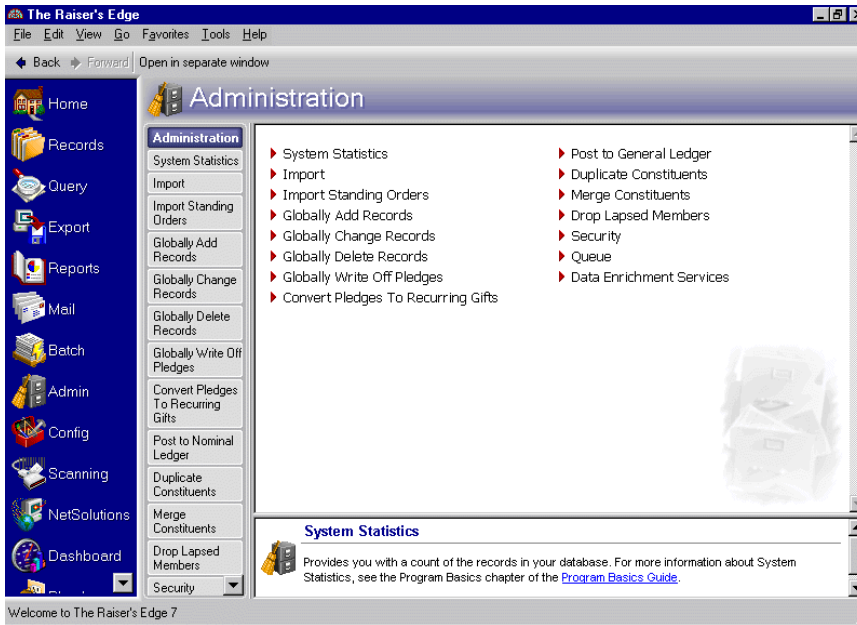 The Raiser's Edge
File Edit View Go Favorites Tools Help
Back Forward Open in separate window
Home
Records
Query
Export
Reports
Mail
Batch
Admin
Config
Scanning
NetSolutions
Dashboard
Administration
Administration
System Statistics
Import
Import Standing
Orders
Globally Add
Records
Globally Change
Records
Globally Delete
Records
Globally Write Off
Pledges
Convert Pledges
To Recurring
Gifts
Post to Nominal
Ledger
Duplicate
Constituents
Merge
Constituents
Drop Lapsed
Members
Security
System Statistics
Import
Import Standing Orders
Globally Add Records
Globally Change Records
Globally Delete Records
Globally Write Off Pledges
Convert Pledges To Recurring Gifts
Post to General Ledger
Duplicate Constituents
Merge Constituents
Drop Lapsed Members
Security
Queue
Data Enrichment Services
System Statistics
Provides you with a count of the records in your database. For more information about System
Statistics, see the Program Basics chapter of the Program Basics Guide.
Welcome to The Raiser's Edge 7